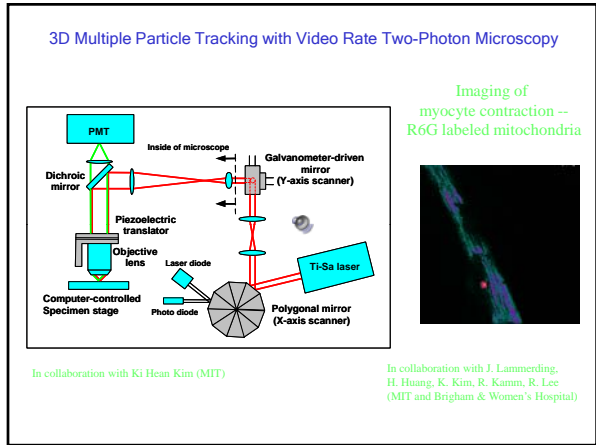 3D Multiple Particle Tracking with Video Rate Two-Photon Microscopy
Imaging of
myocyte contraction --
R6G labeled mitochondria
PMT
Inside of microscope
Galvanometer-driven
mirror
(Y-axis scanner)
Dichroic
mirror
Piezoelectric
translator
Objective
lens
Computer-controlled
Specimen stage
Laser diode
Photo diode
Ti-Sa laser
Polygonal mirror
(X-axis scanner)
In collaboration with Ki Hean Kim (MIT)
In collaboration with J. Lammerding,
H. Huang, K. Kim, R. Kamm, R. Lee
(MIT and Brigham & Women's Hospital)